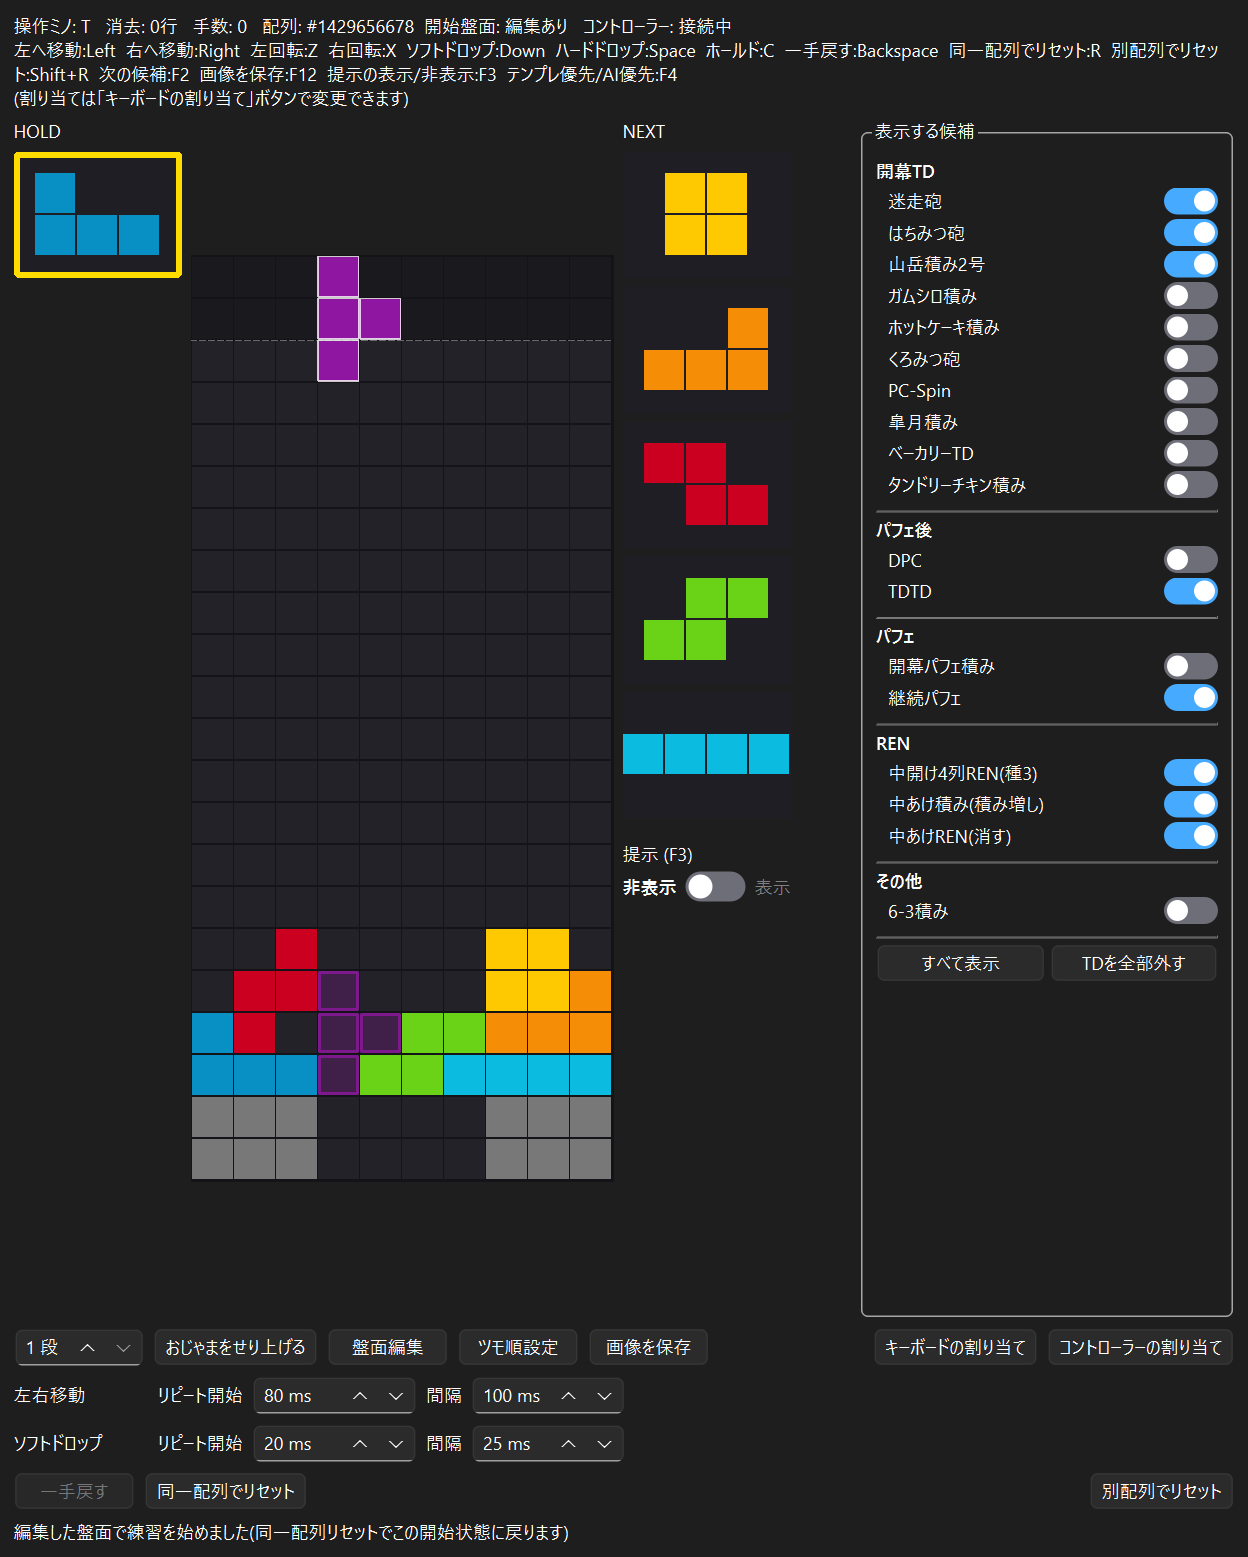 操作ミノ: T　消去: 0行　手数: 0　配列: #1429656678　開始盤面: 編集あり　コントローラー: 接続中
左へ移動:Left　右へ移動:Right　左回転:Z　右回転:X　ソフトドロップ:Down　ハードドロップ:Space　ホールド:C　一手戻す:Backspace　同一配列でリセット:R　別配列でリセッ
ト:Shift+R　次の候補:F2　画像を保存:F12　提示の表示/非表示:F3　テンプレ優先/AI優先:F4
(割り当ては「キーボードの割り当て」ボタンで変更できます)
HOLD
NEXT
提示 (F3)
非表示　表示
表示する候補
開幕TD
迷走砲
はちみつ砲
山岳積み2号
ガムシロ積み
ホットケーキ積み
くろみつ砲
PC-Spin
皐月積み
ベーカリーTD
タンドリーチキン積み
パフェ後
DPC
TDTD
パフェ
開幕パフェ積み
継続パフェ
REN
中開け4列REN(種3)
中あけ積み(積み増し)
中あけREN(消す)
その他
6-3積み
すべて表示　TDを全部外す
1 段　おじゃまをせり上げる　盤面編集　ツモ順設定　画像を保存　キーボードの割り当て　コントローラーの割り当て
左右移動　リピート開始　80 ms　間隔　100 ms
ソフトドロップ　リピート開始　20 ms　間隔　25 ms
一手戻す　同一配列でリセット　別配列でリセット
編集した盤面で練習を始めました(同一配列リセットでこの開始状態に戻ります)